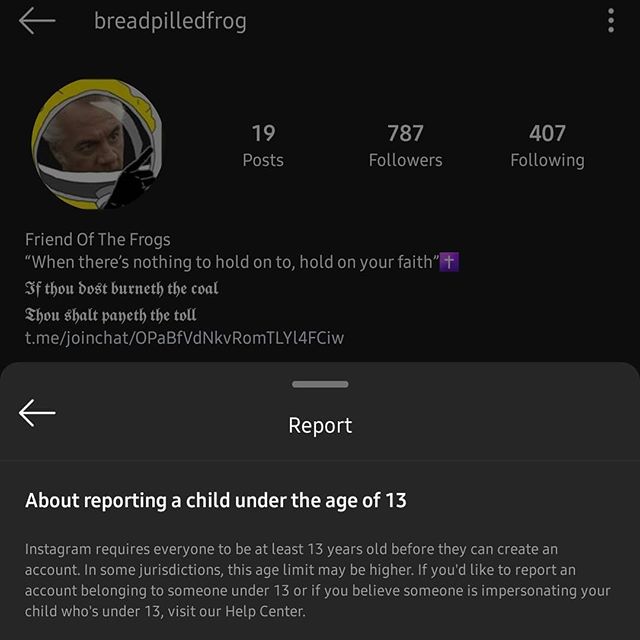 breadpilledfrog
19 787 407
Posts Followers Following
Friend Of The Frogs
“When there’s nothing to hold on to, hold on your faith”✝️
𝕴𝖋 𝖙𝖍𝖔𝖚 𝖉𝖔𝖘𝖙 𝖇𝖚𝖗𝖓𝖊𝖙𝖍 𝖙𝖍𝖊 𝖈𝖔𝖆𝖑
𝕿𝖍𝖔𝖚 𝖘𝖍𝖆𝖑𝖙 𝖕𝖆𝖞𝖊𝖙𝖍 𝖙𝖍𝖊 𝖙𝖔𝖑𝖑
t.me/joinchat/OPaBfVdNkvRomTLYl4FCiw
Report
About reporting a child under the age of 13
Instagram requires everyone to be at least 13 years old before they can create an
account. In some jurisdictions, this age limit may be higher. If you'd like to report an
account belonging to someone under 13 or if you believe someone is impersonating your
child who's under 13, visit our Help Center.